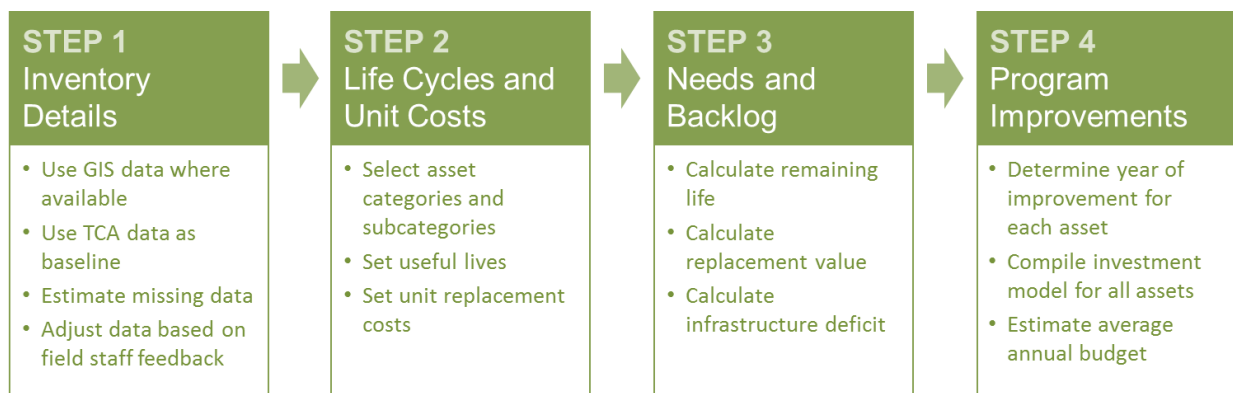 STEP 1
Inventory
Details
• Use GIS data where
available
• Use TCA data as
baseline
• Estimate missing data
• Adjust data based on
field staff feedback
STEP 2
Life Cycles and
Unit Costs
• Select asset
categories and
subcategories
• Set useful lives
• Set unit replacement
costs
STEP 3
Needs and
Backlog
• Calculate remaining
life
• Calculate
replacement value
• Calculate
infrastructure deficit
STEP 4
Program
Improvements
• Determine year of
improvement for
each asset
• Compile investment
model for all assets
• Estimate average
annual budget